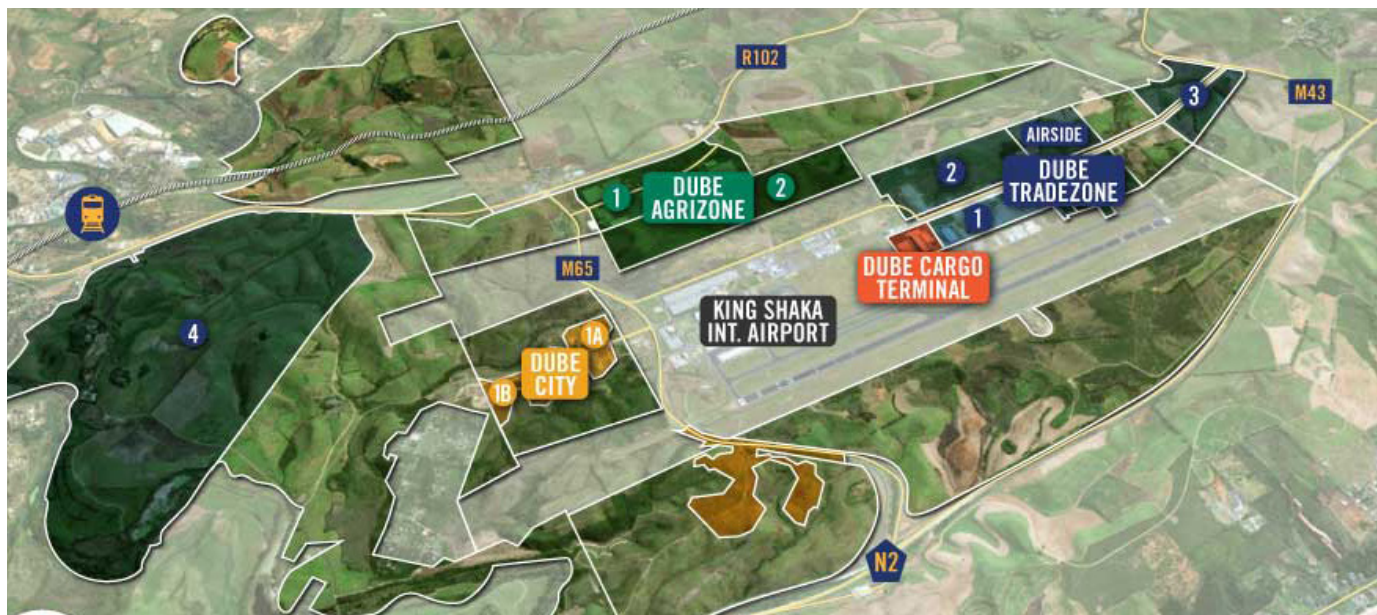 R102
M43
3
AIRSIDE
2
DUBE
TRADEZONE
1
DUBE
AGRIZONE
1
2
DUBE CARGO
TERMINAL
M65
KING SHAKA
INT. AIRPORT
4
1A
DUBE
CITY
1B
N2